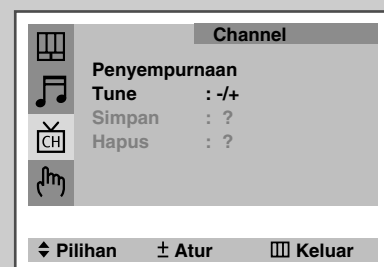 Channel
Penyempurnaan
Tune : -/+
Simpan : ?
Hapus : ?
CH
Pilihan ± Atur Keluar